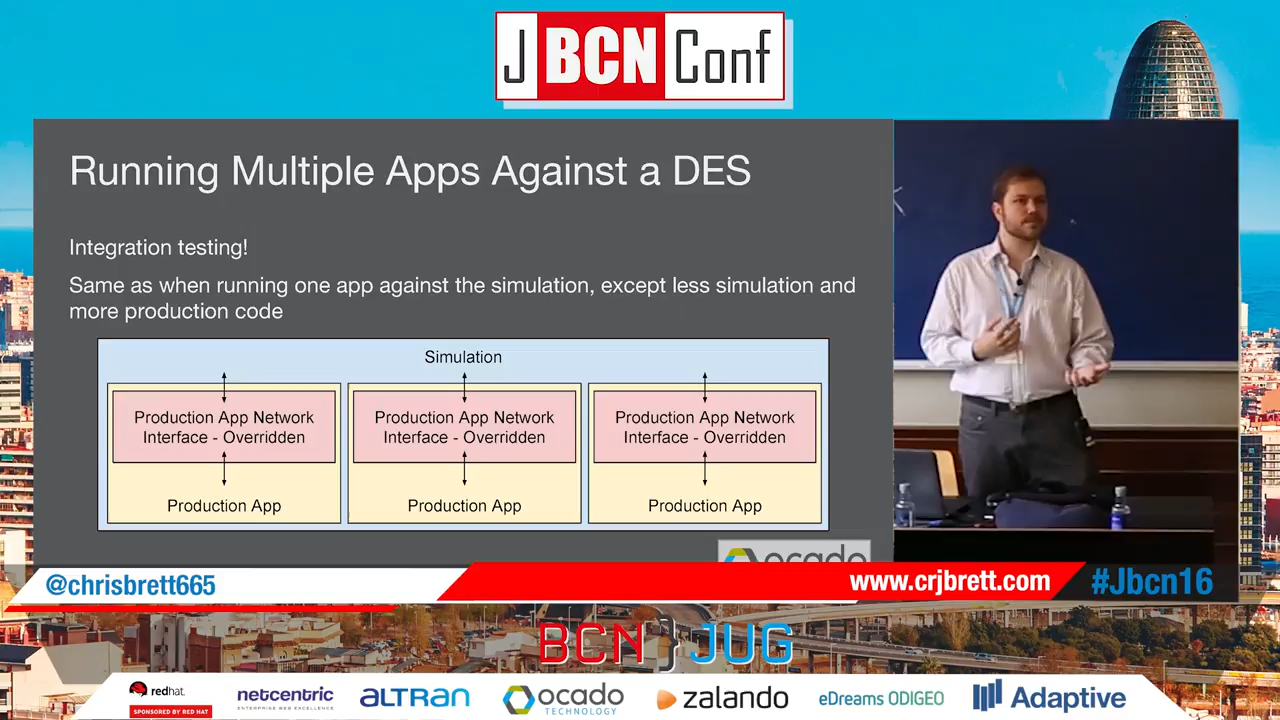 J BCN Conf
Running Multiple Apps Against a DES
Integration testing!
Same as when running one app against the simulation, except less simulation and
more production code
Simulation
Production App Network
Interface - Overridden
Production App Network
Interface - Overridden
Production App Network
Interface - Overridden
Production App
Production App
Production App
ocado
@chrisbrett665
www.crjbrett.com
#Jbcn16
BCN JUG
redhat.
SPONSORED BY RED HAT
netcentric
ENTERPRISE WEB EXCELLENCE
ALTRAN
ocado
TECHNOLOGY
zalando
eDreams ODIGEO
Adaptive